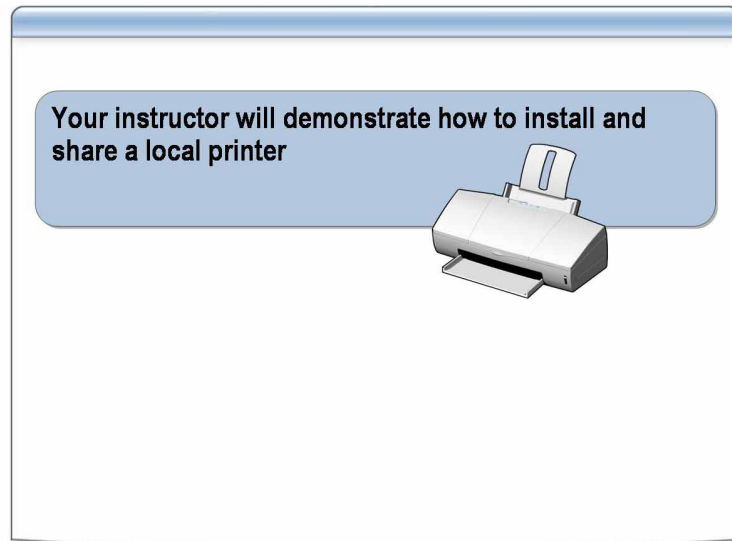 Your instructor will demonstrate how to install and
share a local printer